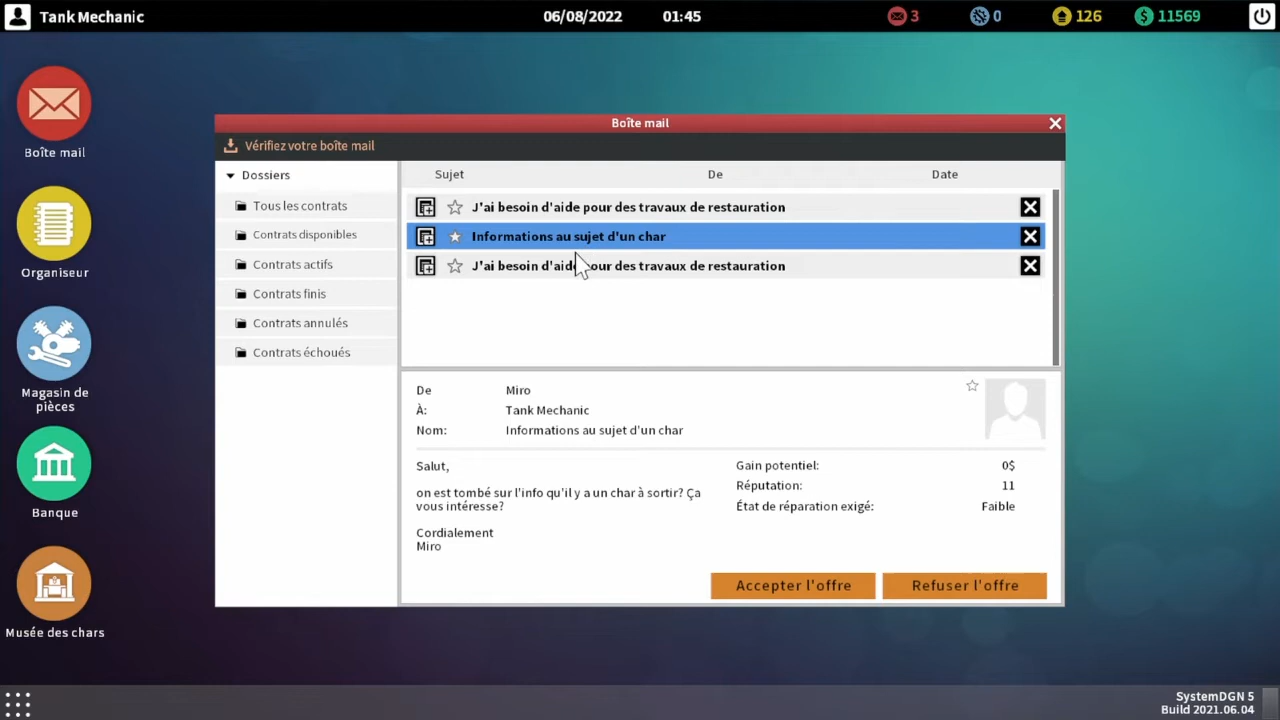 Tank Mechanic
06/08/2022
01:45
3
0
126
$ 11569
Boîte mail
Organiseur
Magasin de
pièces
Banque
Musée des chars
Boîte mail
Vérifiez votre boîte mail
Dossiers
Tous les contrats
Contrats disponibles
Contrats actifs
Contrats finis
Contrats annulés
Contrats échoués
Sujet De Date
J'ai besoin d'aide pour des travaux de restauration
Informations au sujet d'un char
J'ai besoin d'aide pour des travaux de restauration
De Miro
À: Tank Mechanic
Nom: Informations au sujet d'un char
Salut,
on est tombé sur l'info qu'il y a un char à sortir? Ça
vous intéresse?
Cordialement
Miro
Gain potentiel: 0$
Réputation: 11
État de réparation exigé: Faible
Accepter l'offre
Refuser l'offre
SystemDGN 5
Build 2021.06.04